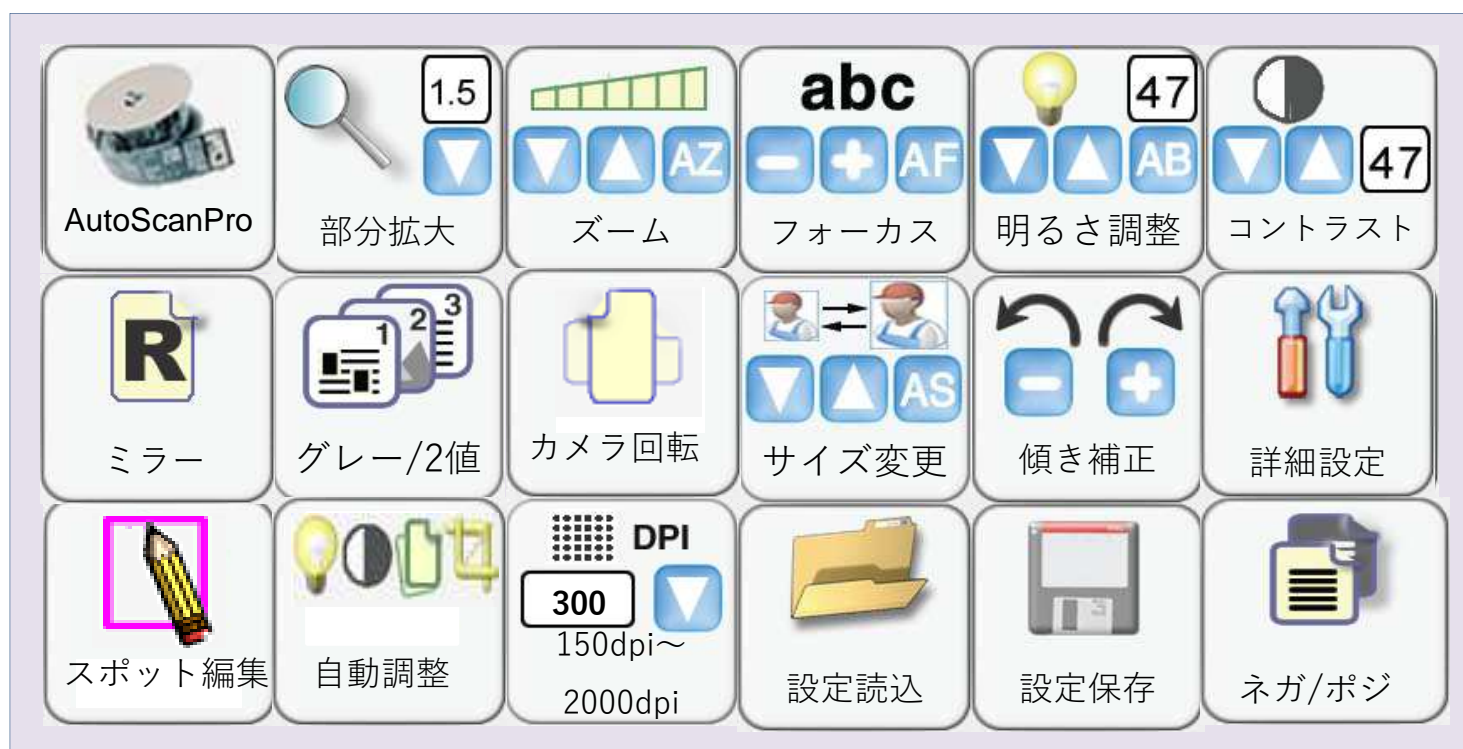 AutoScanPro
1.5
部分拡大
AZ
ズーム
abc
AF
フォーカス
47
AB
明るさ調整
47
コントラスト
R
ミラー
1 2 3
グレー/2値
カメラ回転
AS
サイズ変更
傾き補正
詳細設定
スポット編集
自動調整
DPI
300
150dpi～
2000dpi
設定読込
設定保存
ネガ/ポジ